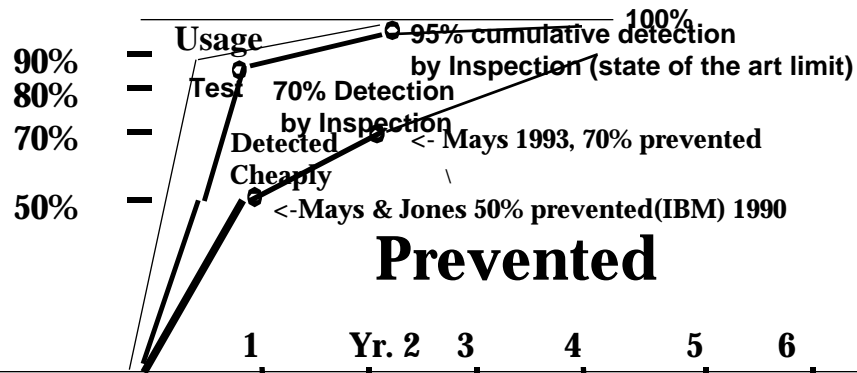 100%
Usage
95% cumulative detection
by Inspection (state of the art limit)
90%
Test
80%
70% Detection
by Inspection
70%
Detected
Cheaply
<- Mays 1993, 70% prevented
\
50%
<-Mays & Jones 50% prevented(IBM) 1990
Prevented
1 Yr. 2 3 4 5 6